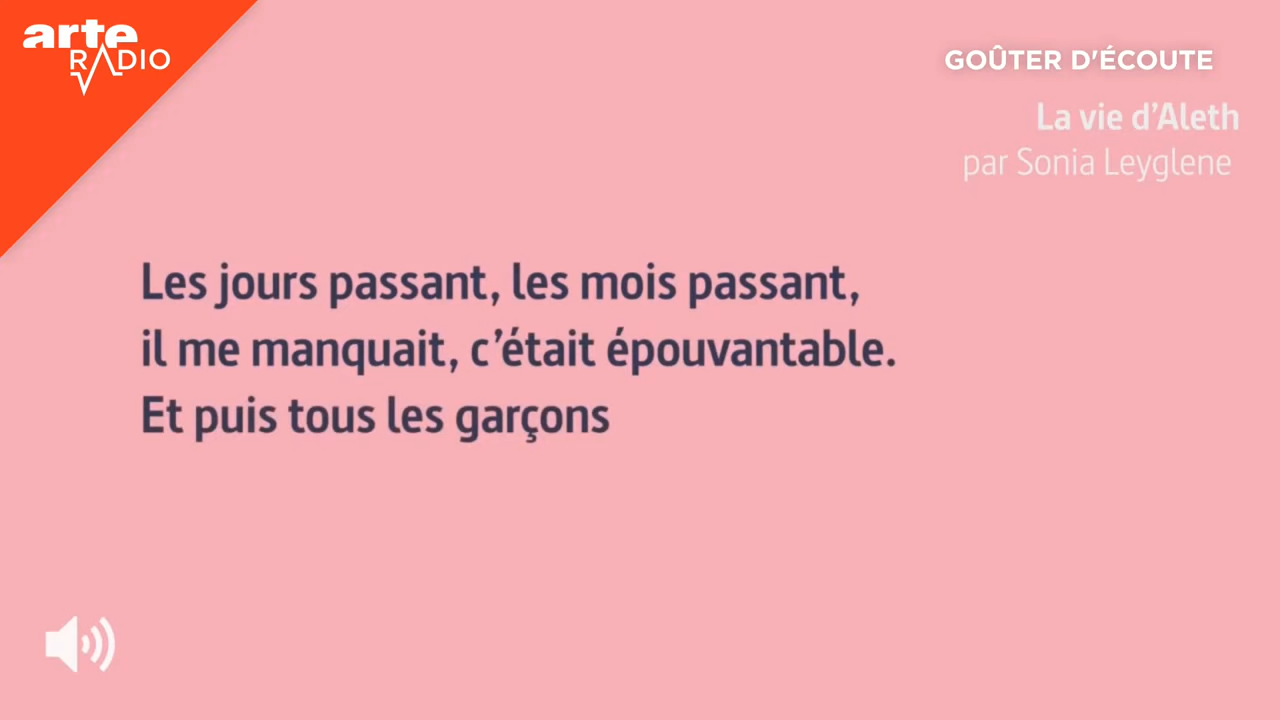 arte
RADIO
GOÛTER D'ÉCOUTE
La vie d’Aleth
par Sonia Leyglene
Les jours passant, les mois passant,
il me manquait, c’était épouvantable.
Et puis tous les garçons